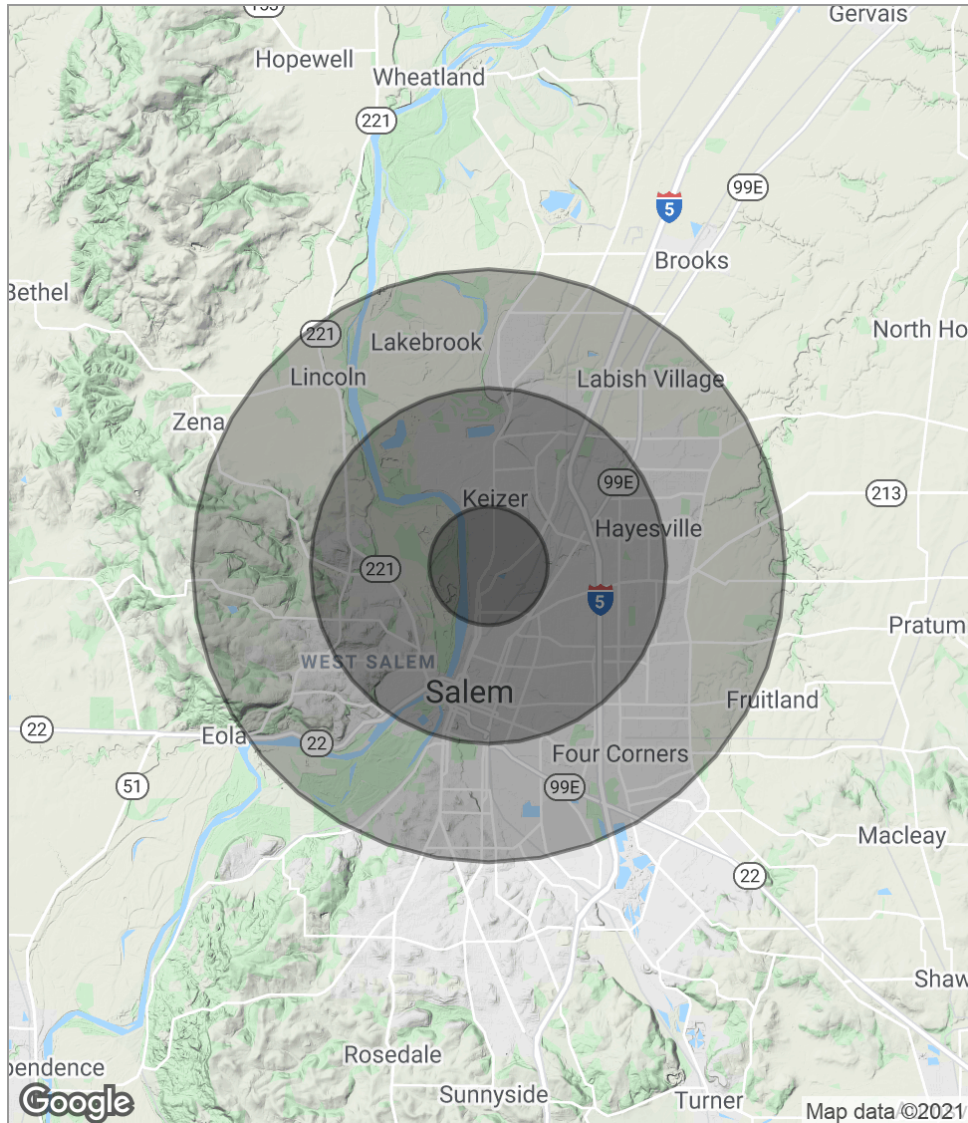 Gervais
Hopewell
Wheatland
221
99E
5
Brooks
Bethel
221
Lakebrook
North Ho
Lincoln
Labish Village
Zena
99E
213
Keizer
Hayesville
221
5
Pratum
WEST SALEM
Salem
Fruitland
22
Eola
22
Four Corners
51
99E
Macleay
22
Shaw
Rosedale
pendence
Sunnyside
Turner
Google
Map data ©2021